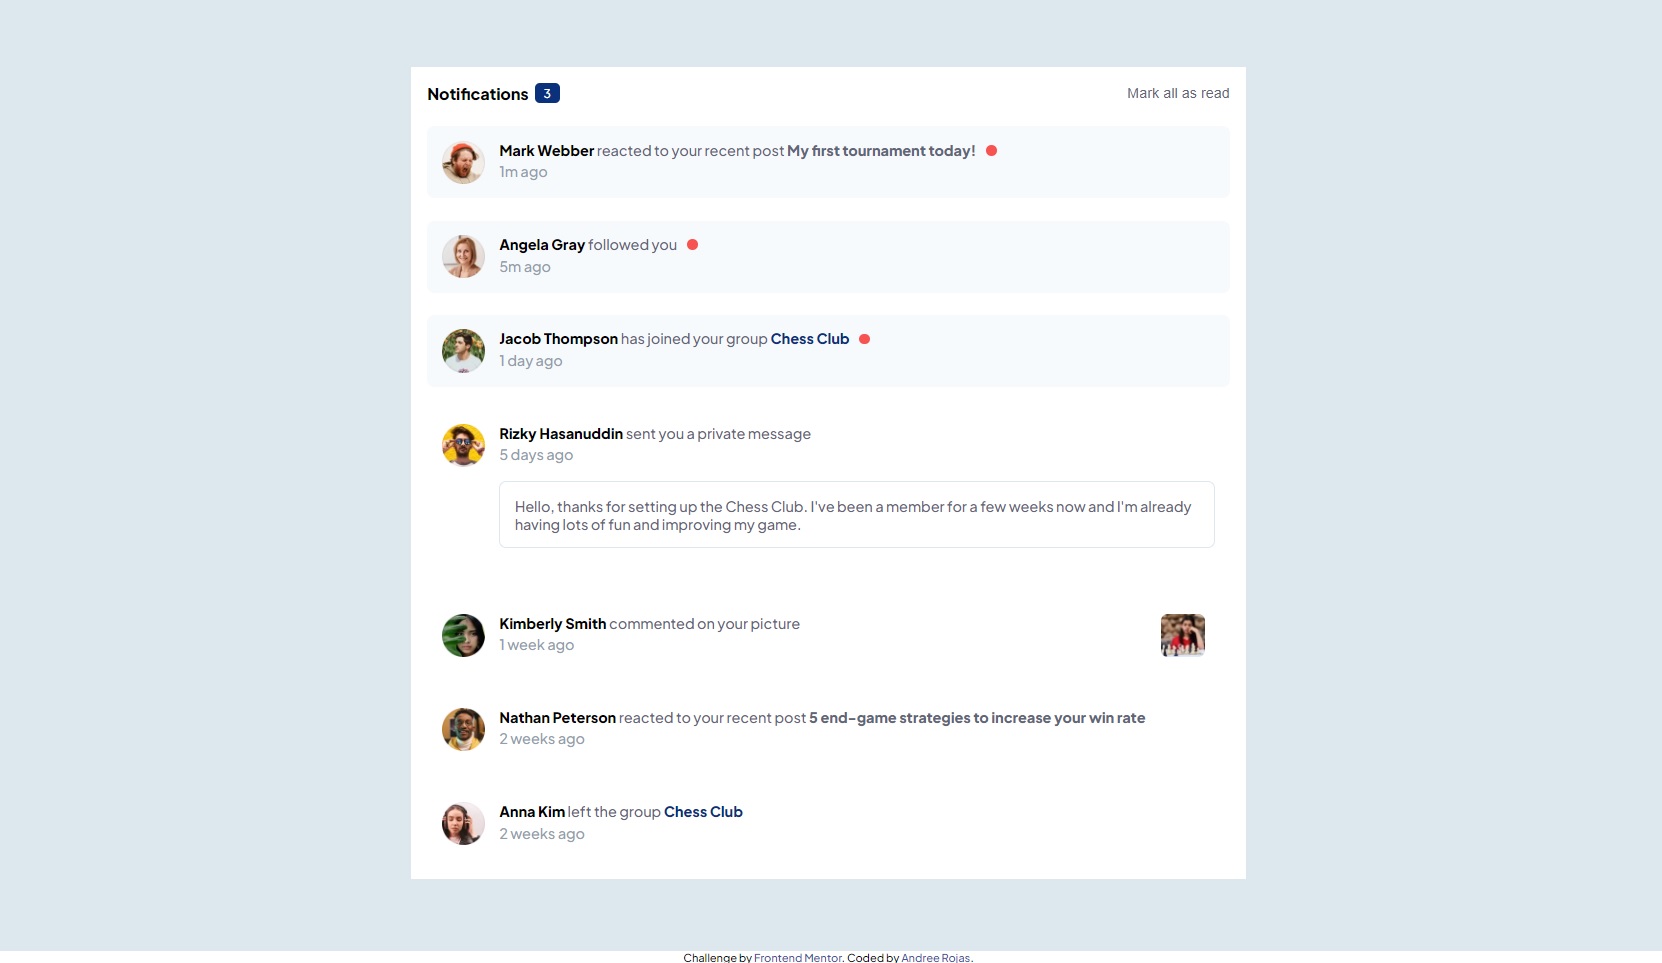 Notifications 3
Mark all as read
Mark Webber reacted to your recent post My first tournament today!
1m ago
Angela Gray followed you
5m ago
Jacob Thompson has joined your group Chess Club
1 day ago
Rizky Hasanuddin sent you a private message
5 days ago
Hello, thanks for setting up the Chess Club. I've been a member for a few weeks now and I'm already
having lots of fun and improving my game.
Kimberly Smith commented on your picture
1 week ago
Nathan Peterson reacted to your recent post 5 end-game strategies to increase your win rate
2 weeks ago
Anna Kim left the group Chess Club
2 weeks ago
Challenge by Frontend Mentor. Coded by Andree Rojas.